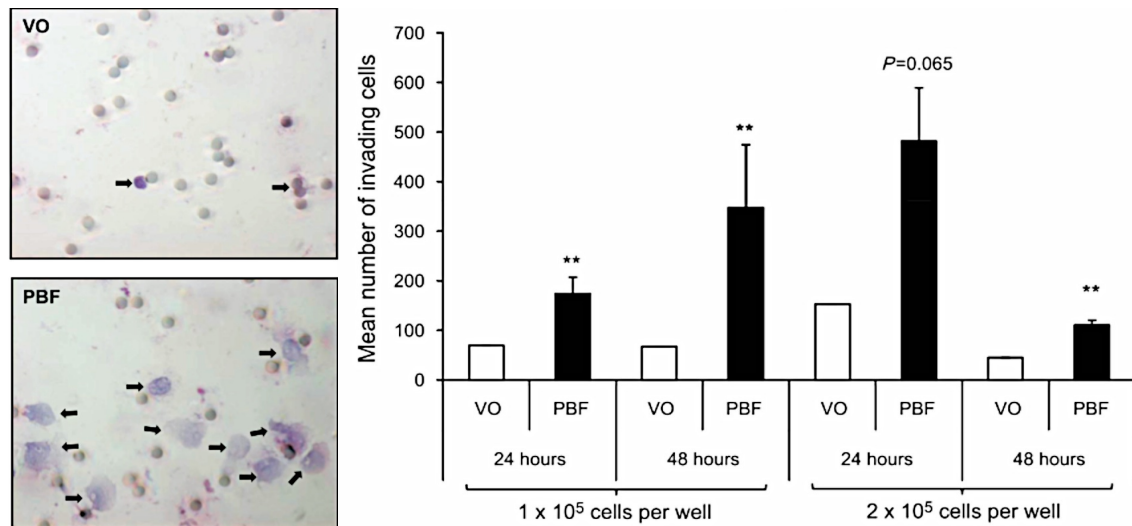 VO
PBF
Mean number of invading cells
700
600
500
400
300
200
100
0
**
**
P=0.065
**
VO PBF VO PBF VO PBF VO PBF
24 hours 48 hours 24 hours 48 hours
1 x 10⁵ cells per well 2 x 10⁵ cells per well